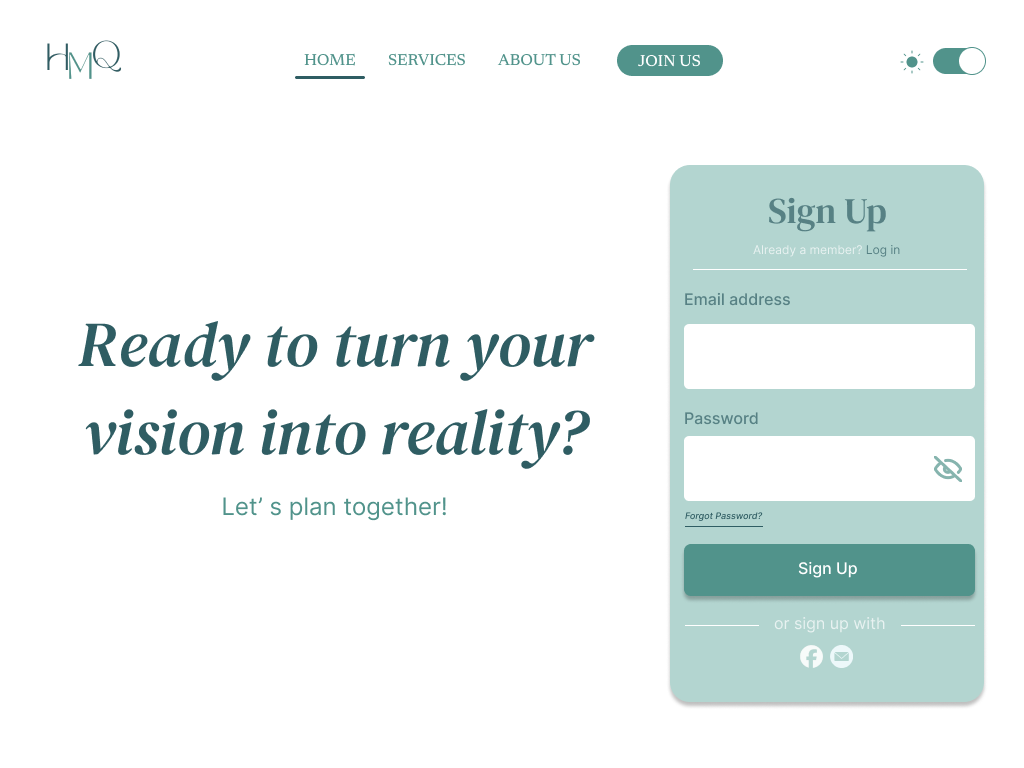 HMQ
HOME SERVICES ABOUT US JOIN US
Sign Up
Already a member? Log in
Email address
Ready to turn your
vision into reality?
Let’ s plan together!
Password
Forgot Password?
Sign Up
or sign up with